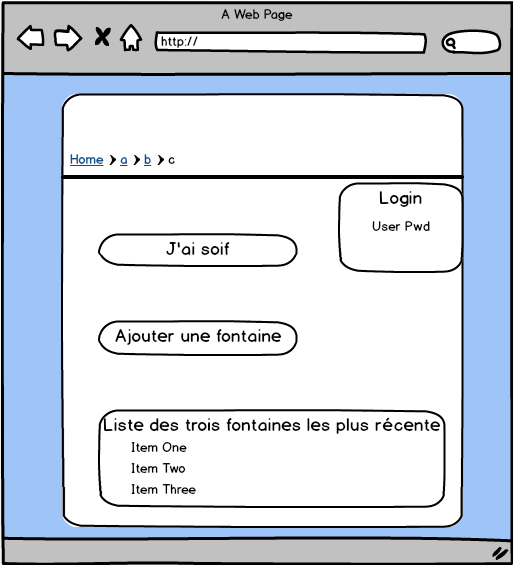 A Web Page
http://
Home a b c
Login
User Pwd
J'ai soif
Ajouter une fontaine
Liste des trois fontaines les plus récente
Item One
Item Two
Item Three